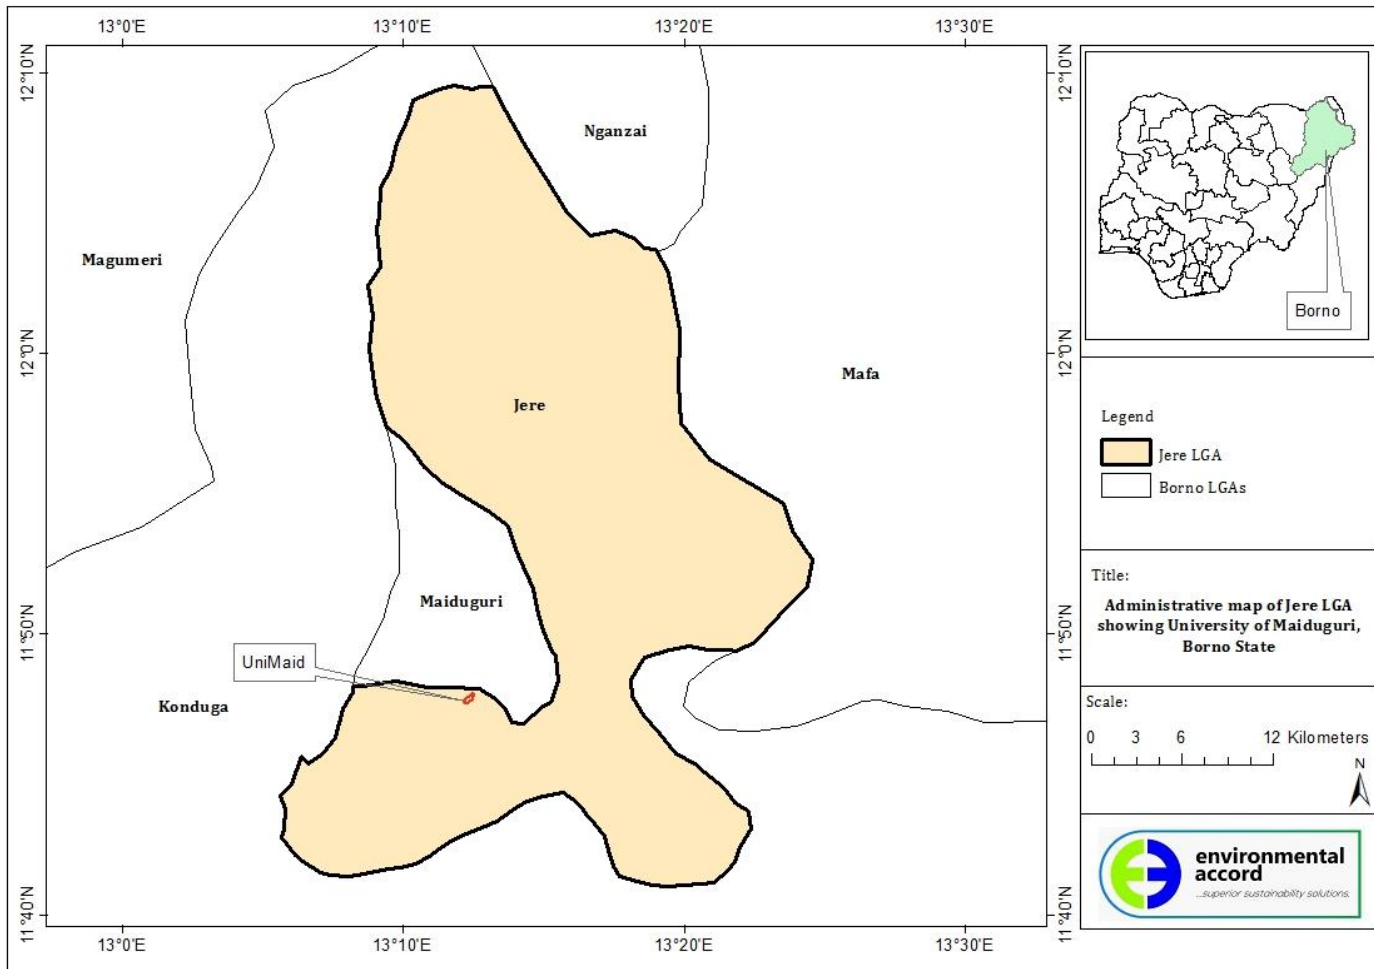 13°0'E
13°10'E
13°20'E
13°30'E
12°10'N
12°10'N
Nganzai
Magumeri
Borno
12°0'N
12°0'N
Mafa
Jere
Legend
Jere LGA
Borno LGAs
Title:
Administrative map of Jere LGA
showing University of Maiduguri,
Borno State
Maiduguri
11°50'N
11°50'N
UniMaid
Konduga
Scale:
0 3 6 12 Kilometers
N
environmental
accord
...superior sustainability solutions.
11°40'N
11°40'N
13°0'E
13°10'E
13°20'E
13°30'E